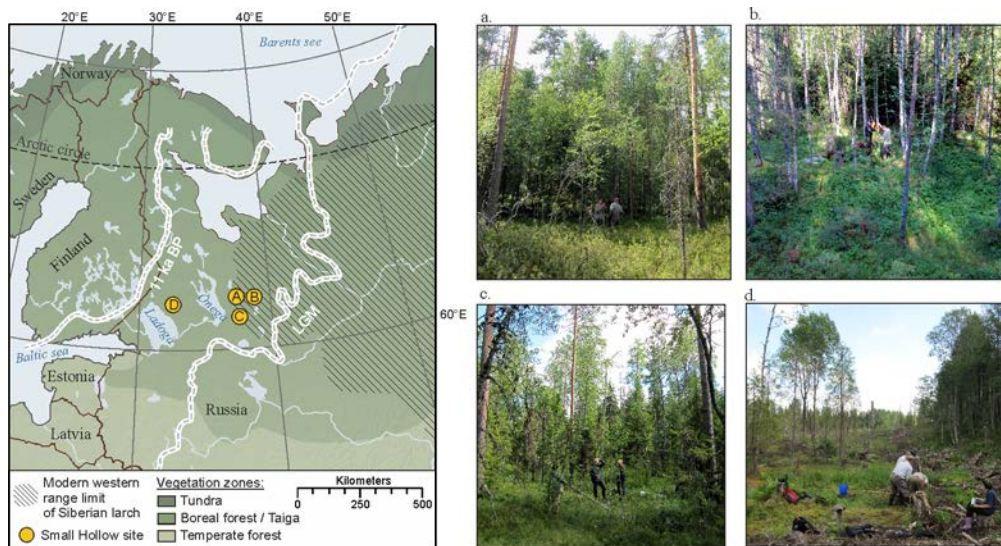 20°E
30°E
40°E
50°E
Barents see
Norway
Arctic circle
Sweden
Finland
11 ka BP
D
A
B
C
Onega
Ladoga
LGM
60°E
Baltic sea
Estonia
Latvia
Russia
Modern western
range limit
of Siberian larch
Small Hollow site
Vegetation zones:
Tundra
Boreal forest / Taiga
Temperate forest
Kilometers
0
250
500
a.
b.
c.
d.